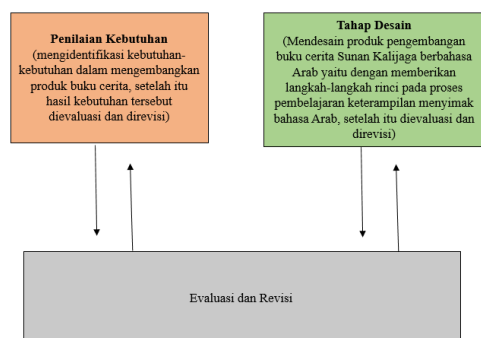 Penilaian Kebutuhan
(mengidentifikasi kebutuhan-
kebutuhan dalam mengembangkan
produk buku cerita, setelah itu
hasil kebutuhan tersebut
dievaluasi dan direvisi)
Tahap Desain
(Mendesain produk pengembangan
buku cerita Sunan Kalijaga berbahasa
Arab yaitu dengan memberikan
langkah-langkah rinci pada proses
pembelajaran keterampilan menyimak
bahasa Arab, setelah itu dievaluasi dan
direvisi)
Evaluasi dan Revisi